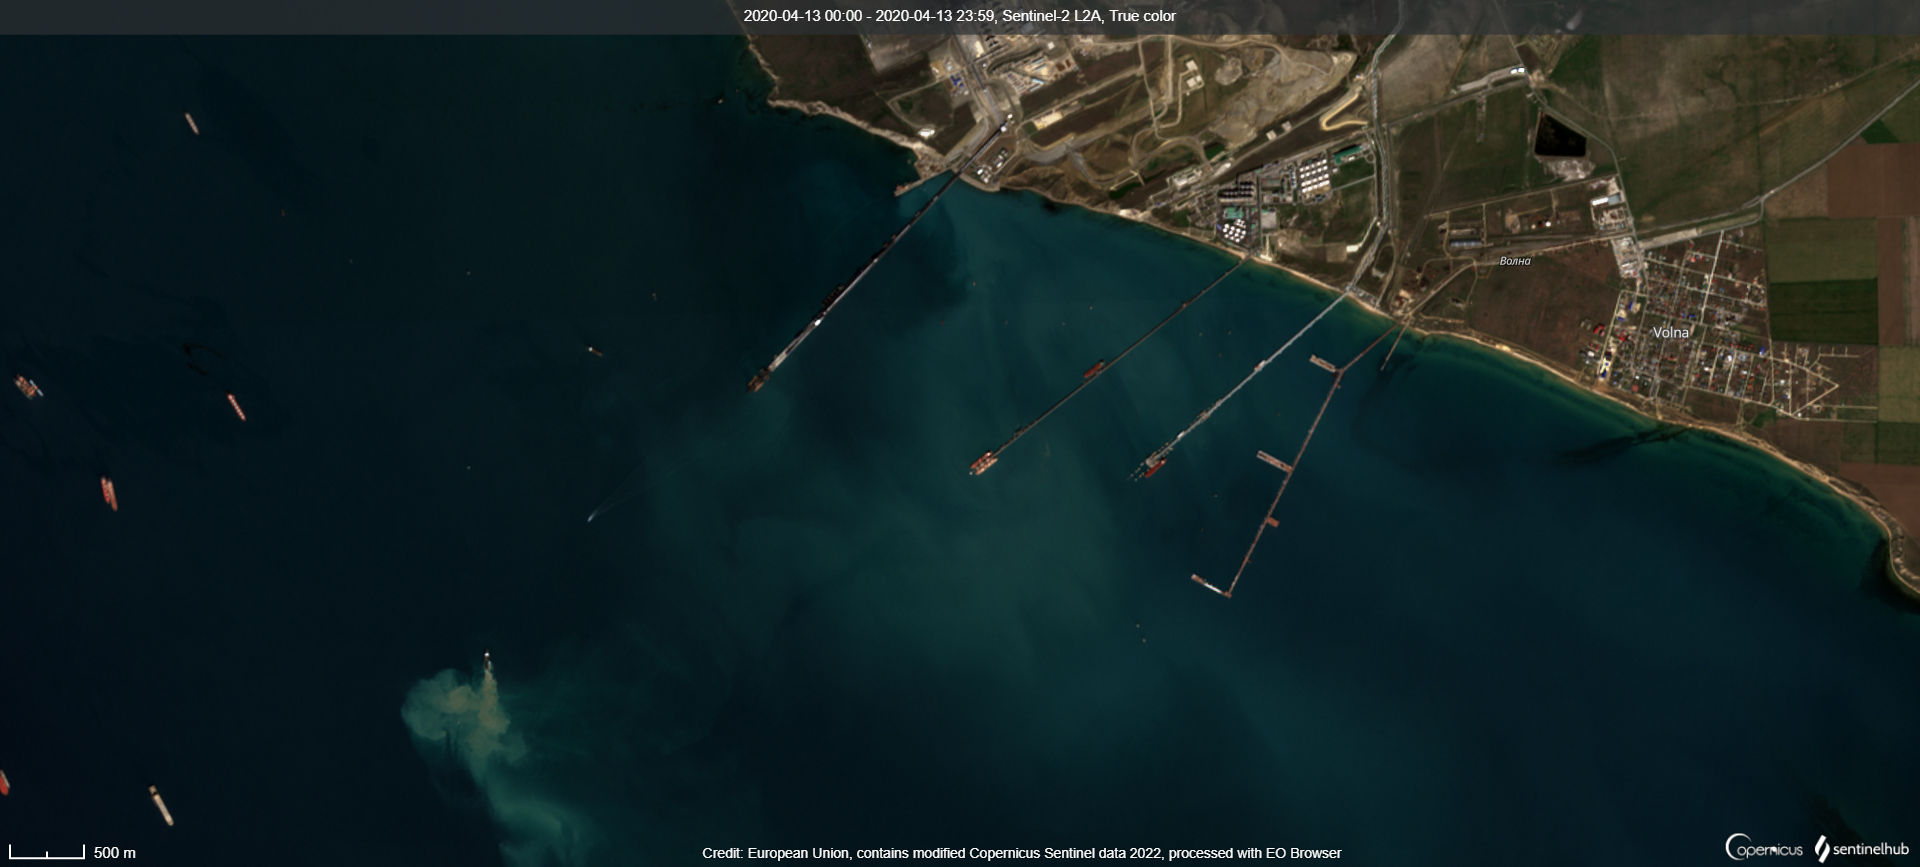 2020-04-13 00:00 - 2020-04-13 23:59, Sentinel-2 L2A, True color
Волна
Volna
500 m
Credit: European Union, contains modified Copernicus Sentinel data 2022, processed with EO Browser
Copernicus
sentinelhub